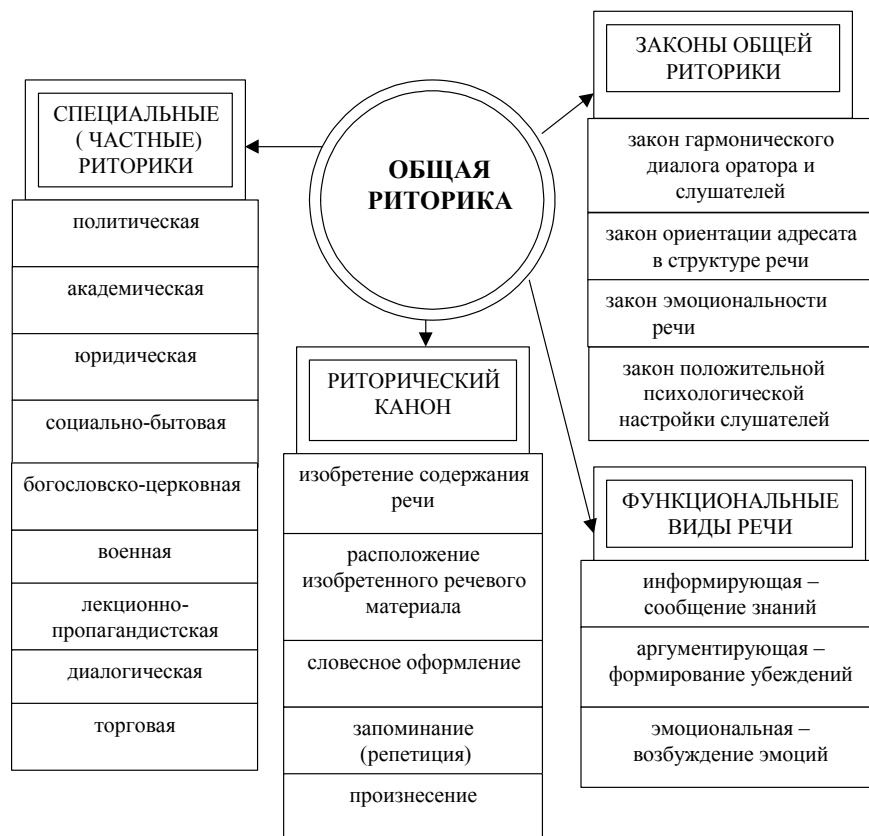 ОБЩАЯ
РИТОРИКА
СПЕЦИАЛЬНЫЕ
( ЧАСТНЫЕ)
РИТОРИКИ
политическая
академическая
юридическая
социально-бытовая
богословско-церковная
военная
лекционно-
пропагандистская
диалогическая
торговая
РИТОРИЧЕСКИЙ
КАНОН
изобретение содержания
речи
расположение
изобретенного речевого
материала
словесное оформление
запоминание
(репетиция)
произнесение
ЗАКОНЫ ОБЩЕЙ
РИТОРИКИ
закон гармонического
диалога оратора и
слушателей
закон ориентации адресата
в структуре речи
закон эмоциональности
речи
закон положительной
психологической
настройки слушателей
ФУНКЦИОНАЛЬНЫЕ
ВИДЫ РЕЧИ
информирующая –
сообщение знаний
аргументирующая –
формирование убеждений
эмоциональная –
возбуждение эмоций